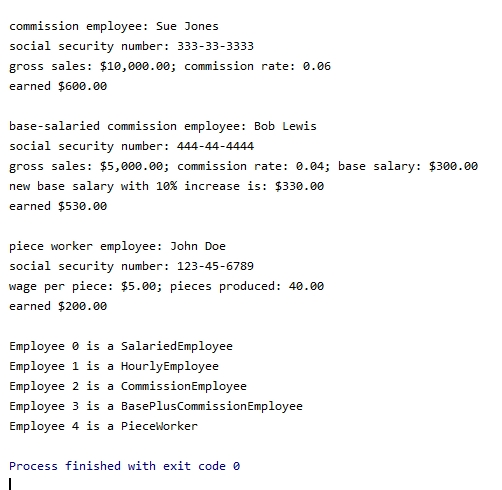 commission employee: Sue Jones
social security number: 333-33-3333
gross sales: $10,000.00; commission rate: 0.06
earned $600.00
base-salaried commission employee: Bob Lewis
social security number: 444-44-4444
gross sales: $5,000.00; commission rate: 0.04; base salary: $300.00
new base salary with 10% increase is: $330.00
earned $530.00
piece worker employee: John Doe
social security number: 123-45-6789
wage per piece: $5.00; pieces produced: 40.00
earned $200.00
Employee 0 is a SalariedEmployee
Employee 1 is a HourlyEmployee
Employee 2 is a CommissionEmployee
Employee 3 is a BasePlusCommissionEmployee
Employee 4 is a PieceWorker
Process finished with exit code 0